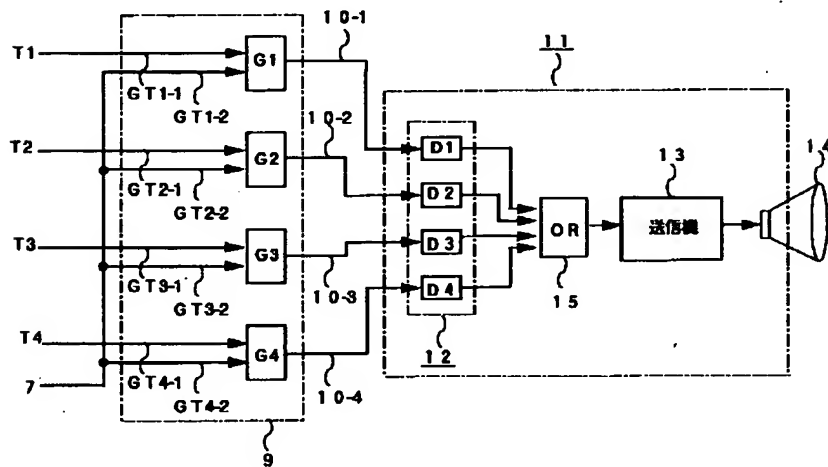 10-1
11
T1
G1
GT1-1
GT1-2
10-2
12
13
14
T2
G2
D1
GT2-1
GT2-2
D2
OR
送信機
T3
G3
D3
GT3-1
GT3-2
10-3
D4
15
T4
G4
12
GT4-1
7
GT4-2
10-4
9